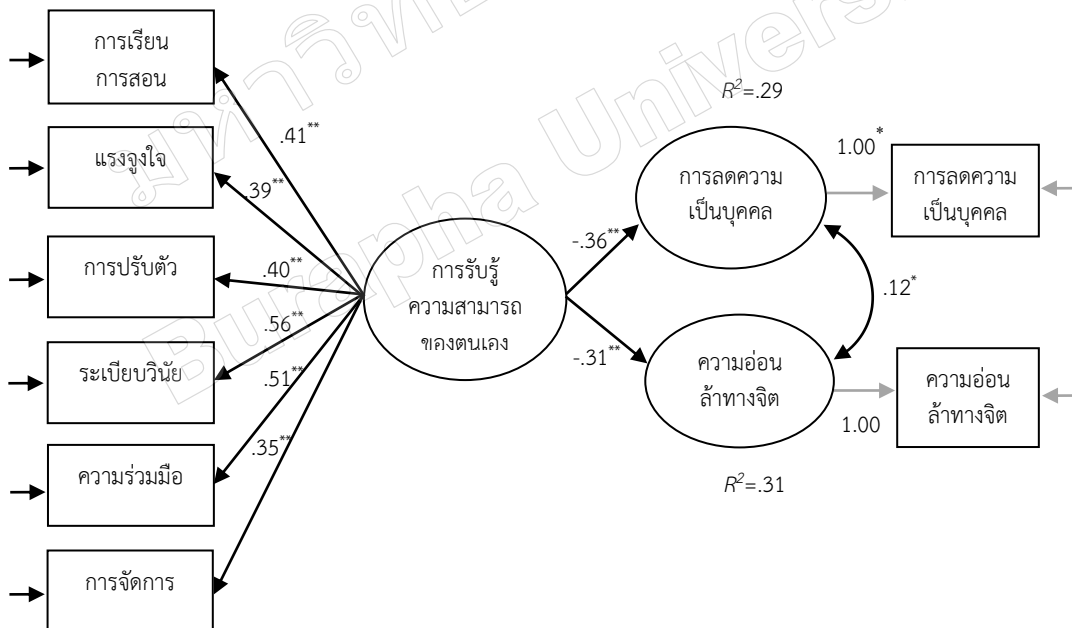 การเรียน
การสอน
แรงจูงใจ
การปรับตัว
ระเบียบวินัย
ความร่วมมือ
การจัดการ
.41**
.39**
.40**
.56**
.51**
.35**
การรับรู้
ความสามารถ
ของตนเอง
-.36**
-.31**
R²=.29
การลดความ
เป็นบุคคล
1.00*
การลดความ
เป็นบุคคล
.12*
ความอ่อน
ล้าทางจิต
1.00
ความอ่อน
ล้าทางจิต
R²=.31
Burapha Univers